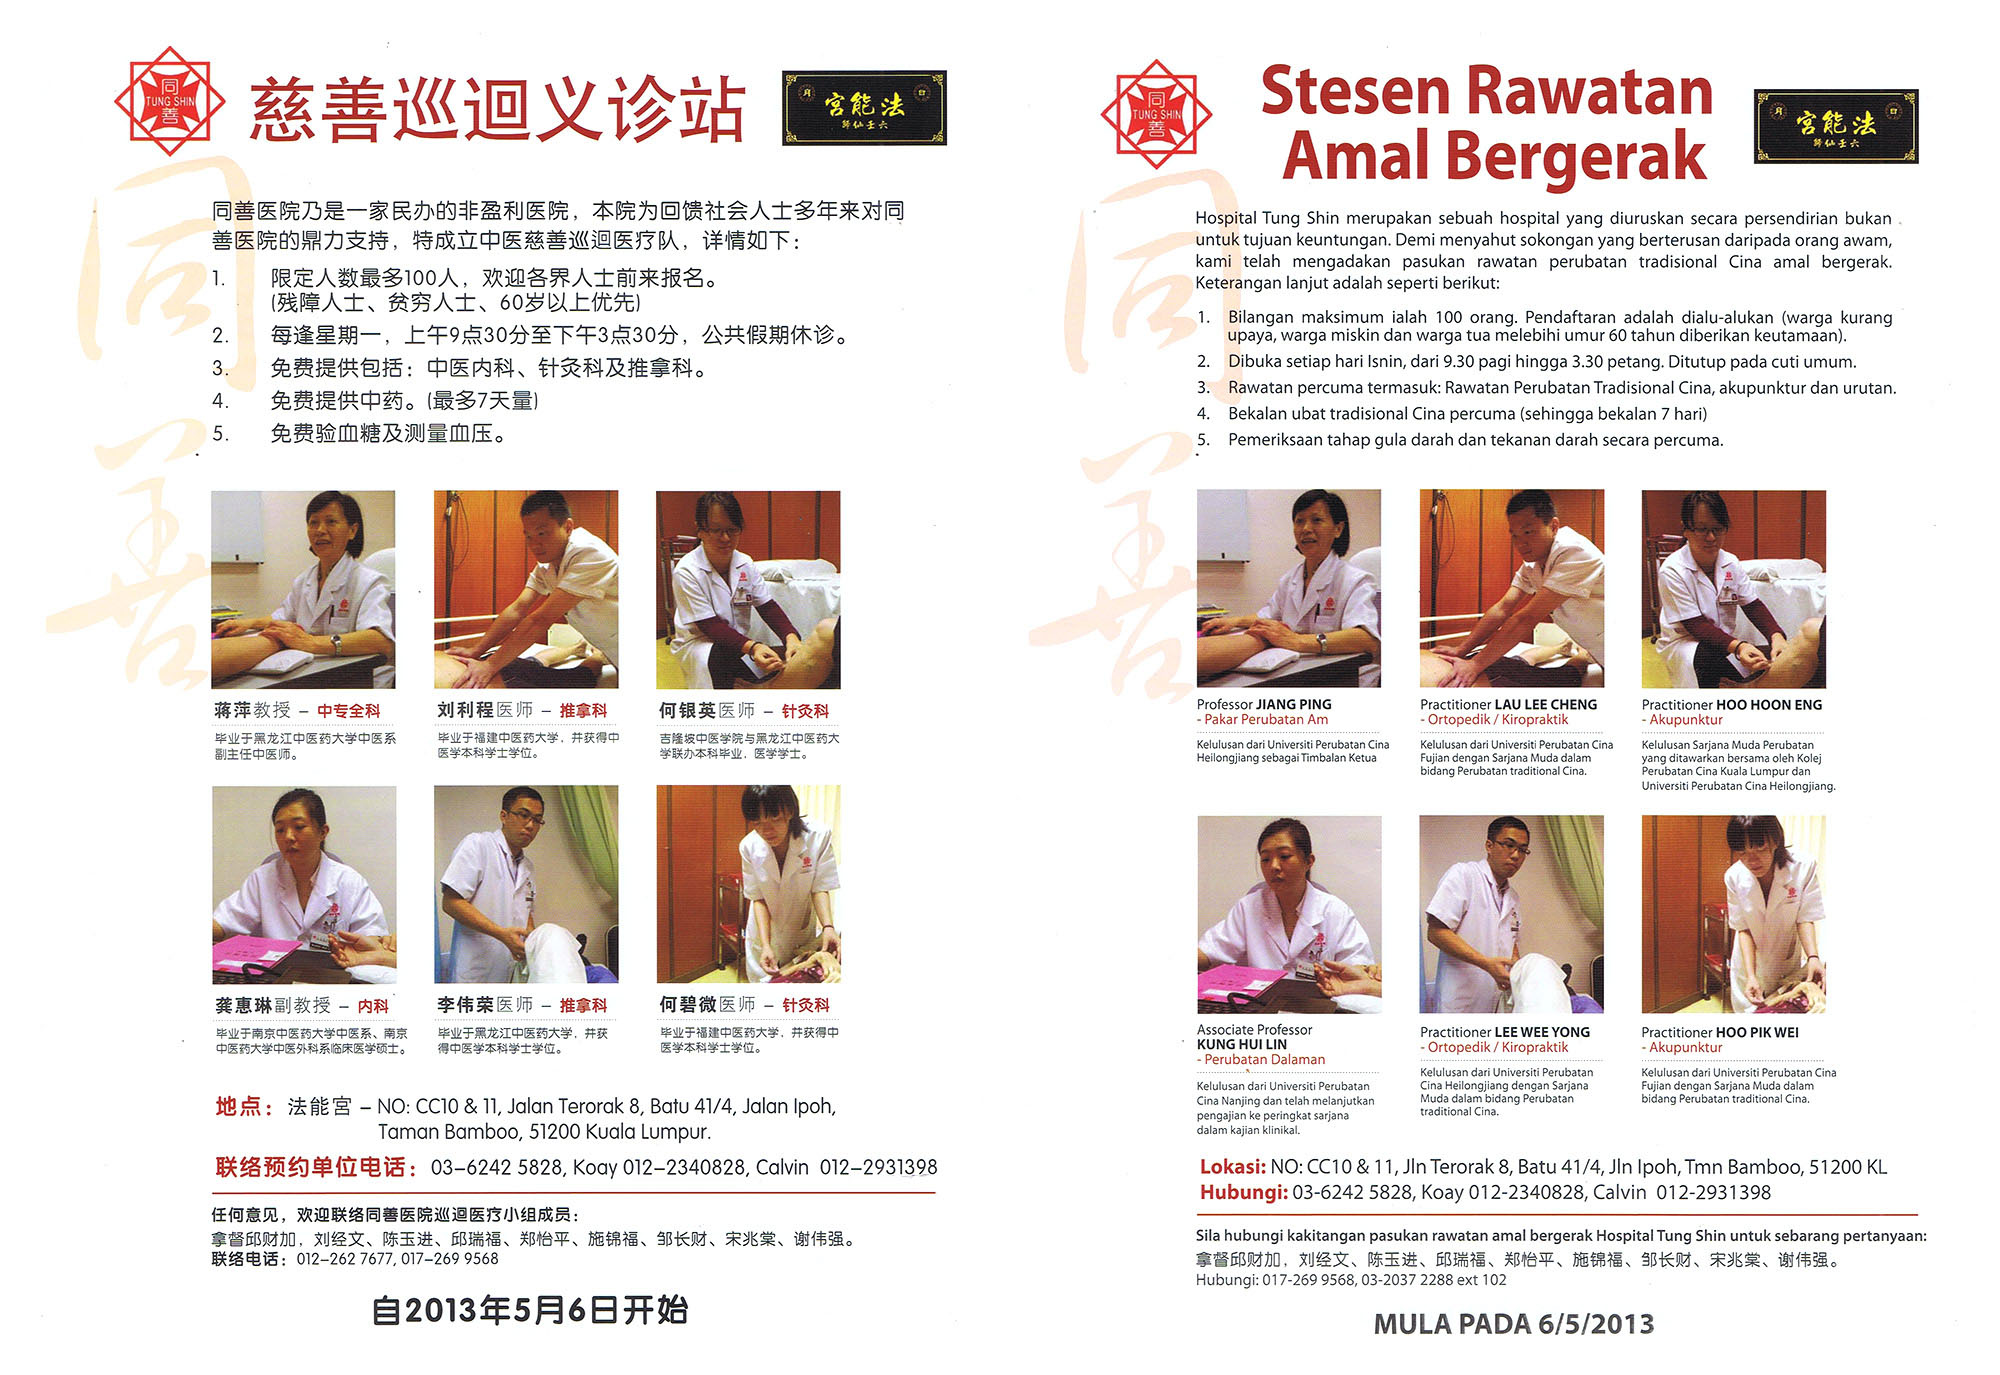 同
TUNG SHIN
善
慈善巡迴义诊站
宮能法
師仙壬六
同善
同善医院乃是一家民办的非盈利医院，本院为回馈社会人士多年来对同
善医院的鼎力支持，特成立中医慈善巡迴医疗队，详情如下：
1. 限定人数最多100人，欢迎各界人士前来报名。
(残障人士、贫穷人士、60岁以上优先)
2. 每逢星期一，上午9点30分至下午3点30分，公共假期休诊。
3. 免费提供包括：中医内科、针灸科及推拿科。
4. 免费提供中药。(最多7天量)
5. 免费验血糖及测量血压。
蒋萍教授 – 中专全科
毕业于黑龙江中医药大学中医系
副主任中医师。
刘利程医师 – 推拿科
毕业于福建中医药大学，并获得中
医学本科学士学位。
何银英医师 – 针灸科
吉隆坡中医学院与黑龙江中医药大
学联办本科毕业，医学学士。
龚惠琳副教授 – 内科
毕业于南京中医药大学中医系、南京
中医药大学中医外科系临床医学硕士。
李伟荣医师 – 推拿科
毕业于黑龙江中医药大学，并获
得中医学本科学士学位。
何碧微医师 – 针灸科
毕业于福建中医药大学，并获得中
医学本科学士学位。
地点：法能宮 – NO: CC10 & 11, Jalan Terorak 8, Batu 41/4, Jalan Ipoh,
Taman Bamboo, 51200 Kuala Lumpur.
联络预约单位电话：03–6242 5828, Koay 012–2340828, Calvin 012–2931398
任何意见，欢迎联络同善医院巡迴医疗小组成员：
拿督邱财加，刘经文、陈玉进、邱瑞福、郑怡平、施锦福、邹长财、宋兆棠、谢伟强。
联络电话：012–262 7677, 017–269 9568
自2013年5月6日开始
同
TUNG SHIN
善
Stesen Rawatan
Amal Bergerak
宮能法
師仙壬六
同善
Hospital Tung Shin merupakan sebuah hospital yang diuruskan secara persendirian bukan
untuk tujuan keuntungan. Demi menyahut sokongan yang berterusan daripada orang awam,
kami telah mengadakan pasukan rawatan perubatan tradisional Cina amal bergerak.
Keterangan lanjut adalah seperti berikut:
1. Bilangan maksimum ialah 100 orang. Pendaftaran adalah dialu-alukan (warga kurang
upaya, warga miskin dan warga tua melebihi umur 60 tahun diberikan keutamaan).
2. Dibuka setiap hari Isnin, dari 9.30 pagi hingga 3.30 petang. Ditutup pada cuti umum.
3. Rawatan percuma termasuk: Rawatan Perubatan Tradisional Cina, akupunktur dan urutan.
4. Bekalan ubat tradisional Cina percuma (sehingga bekalan 7 hari)
5. Pemeriksaan tahap gula darah dan tekanan darah secara percuma.
Professor JIANG PING
- Pakar Perubatan Am
Kelulusan dari Universiti Perubatan Cina
Heilongjiang sebagai Timbalan Ketua
Practitioner LAU LEE CHENG
- Ortopedik / Kiropraktik
Kelulusan dari Universiti Perubatan Cina
Fujian dengan Sarjana Muda dalam
bidang Perubatan traditional Cina.
Practitioner HOO HOON ENG
- Akupunktur
Kelulusan Sarjana Muda Perubatan
yang ditawarkan bersama oleh Kolej
Perubatan Cina Kuala Lumpur dan
Universiti Perubatan Cina Heilongjiang.
Associate Professor
KUNG HUI LIN
- Perubatan Dalaman
Kelulusan dari Universiti Perubatan
Cina Nanjing dan telah melanjutkan
pengajian ke peringkat sarjana
dalam kajian klinikal.
Practitioner LEE WEE YONG
- Ortopedik / Kiropraktik
Kelulusan dari Universiti Perubatan
Cina Heilongjiang dengan Sarjana
Muda dalam bidang Perubatan
traditional Cina.
Practitioner HOO PIK WEI
- Akupunktur
Kelulusan dari Universiti Perubatan Cina
Fujian dengan Sarjana Muda dalam
bidang Perubatan traditional Cina.
Lokasi: NO: CC10 & 11, Jln Terorak 8, Batu 41/4, Jln Ipoh, Tmn Bamboo, 51200 KL
Hubungi: 03-6242 5828, Koay 012-2340828, Calvin 012-2931398
Sila hubungi kakitangan pasukan rawatan amal bergerak Hospital Tung Shin untuk sebarang pertanyaan:
拿督邱财加，刘经文、陈玉进、邱瑞福、郑怡平、施锦福、邹长财、宋兆棠、谢伟强。
Hubungi: 017-269 9568, 03-2037 2288 ext 102
MULA PADA 6/5/2013